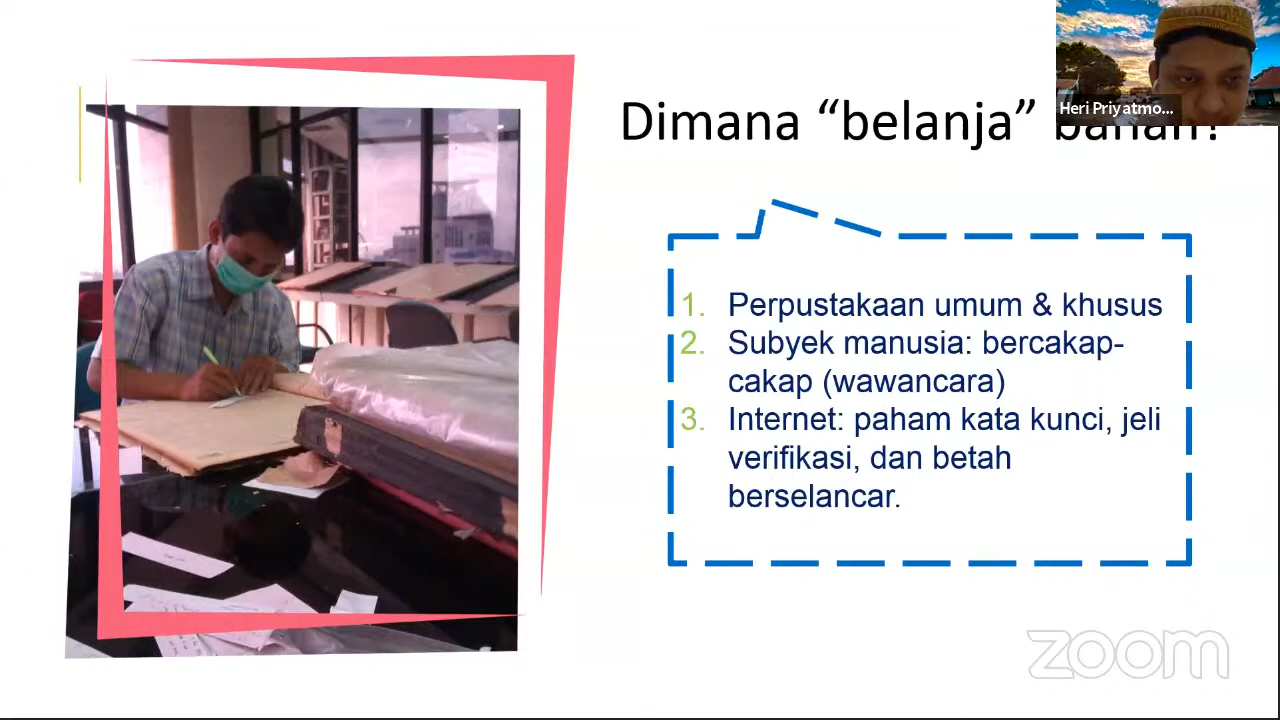 Heri Priyatmo...
Dimana “belanja” bahan?
1. Perpustakaan umum & khusus
2. Subyek manusia: bercakap-
cakap (wawancara)
3. Internet: paham kata kunci, jeli
verifikasi, dan betah
berselancar.
zoom